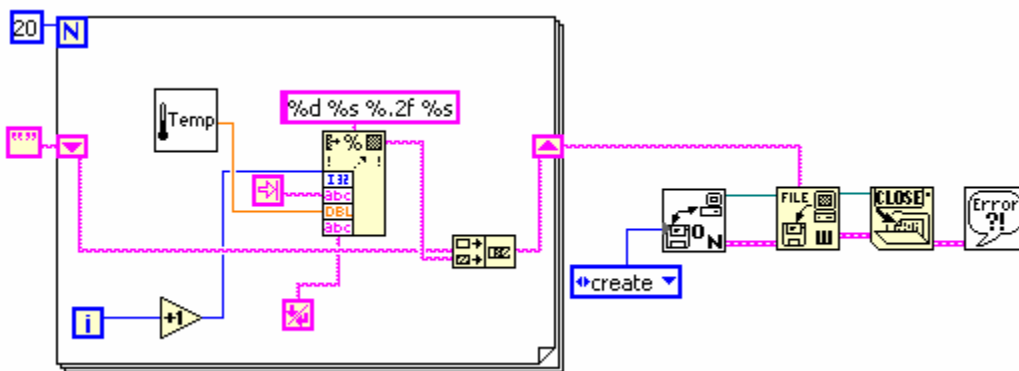 20 N
Temp
%d %s %.2f %s
%
I32
abc
DBL
abc
i
+1
create
O
N
FILE
W
CLOSE
Error
?!